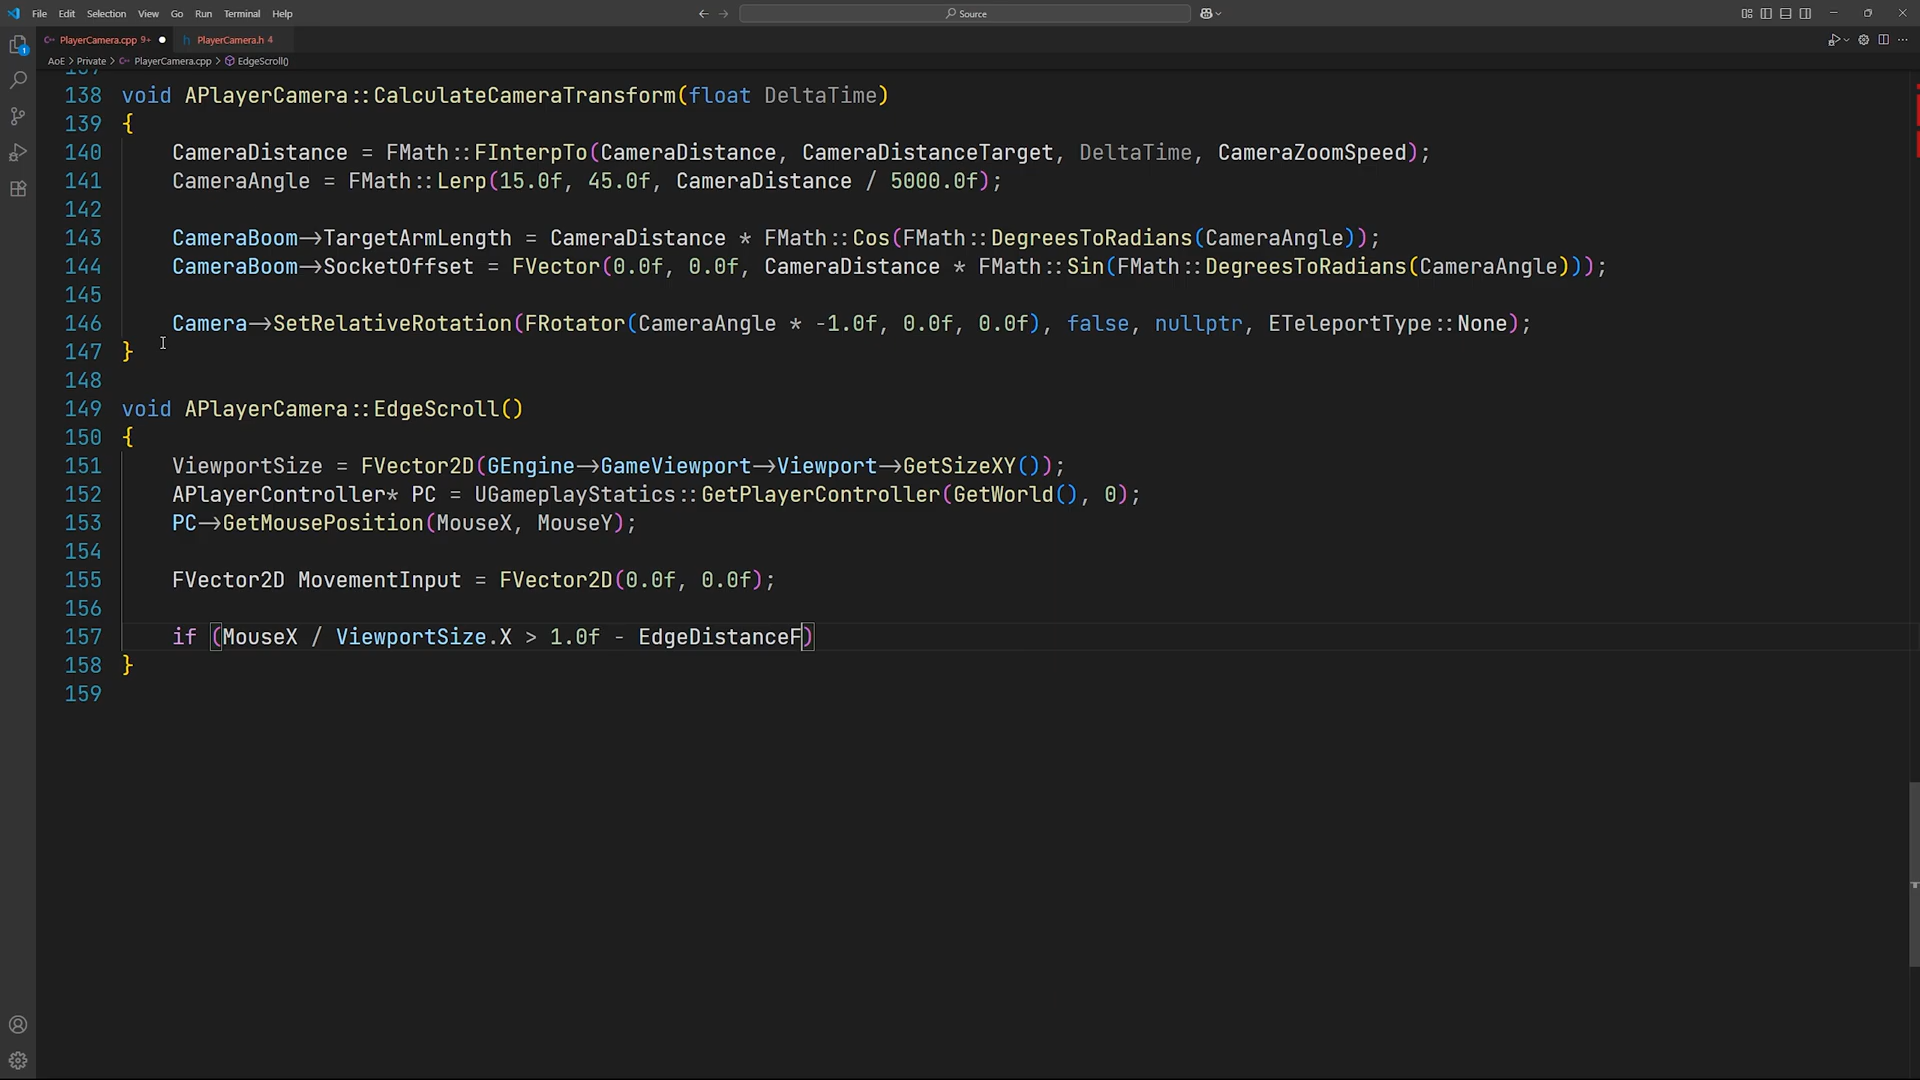 File Edit Selection View Go Run Terminal Help
Source
PlayerCamera.cpp 9+
PlayerCamera.h 4
AoE > Private > PlayerCamera.cpp > EdgeScroll()
137
138 void APlayerCamera::CalculateCameraTransform(float DeltaTime)
139 {
140 CameraDistance = FMath::FInterpTo(CameraDistance, CameraDistanceTarget, DeltaTime, CameraZoomSpeed);
141 CameraAngle = FMath::Lerp(15.0f, 45.0f, CameraDistance / 5000.0f);
142
143 CameraBoom->TargetArmLength = CameraDistance * FMath::Cos(FMath::DegreesToRadians(CameraAngle));
144 CameraBoom->SocketOffset = FVector(0.0f, 0.0f, CameraDistance * FMath::Sin(FMath::DegreesToRadians(CameraAngle)));
145
146 Camera->SetRelativeRotation(FRotator(CameraAngle * -1.0f, 0.0f, 0.0f), false, nullptr, ETeleportType::None);
147 }
148
149 void APlayerCamera::EdgeScroll()
150 {
151 ViewportSize = FVector2D(GEngine->GameViewport->Viewport->GetSizeXY());
152 APlayerController* PC = UGameplayStatics::GetPlayerController(GetWorld(), 0);
153 PC->GetMousePosition(MouseX, MouseY);
154
155 FVector2D MovementInput = FVector2D(0.0f, 0.0f);
156
157 if (MouseX / ViewportSize.X > 1.0f - EdgeDistanceF)
158 }
159
1